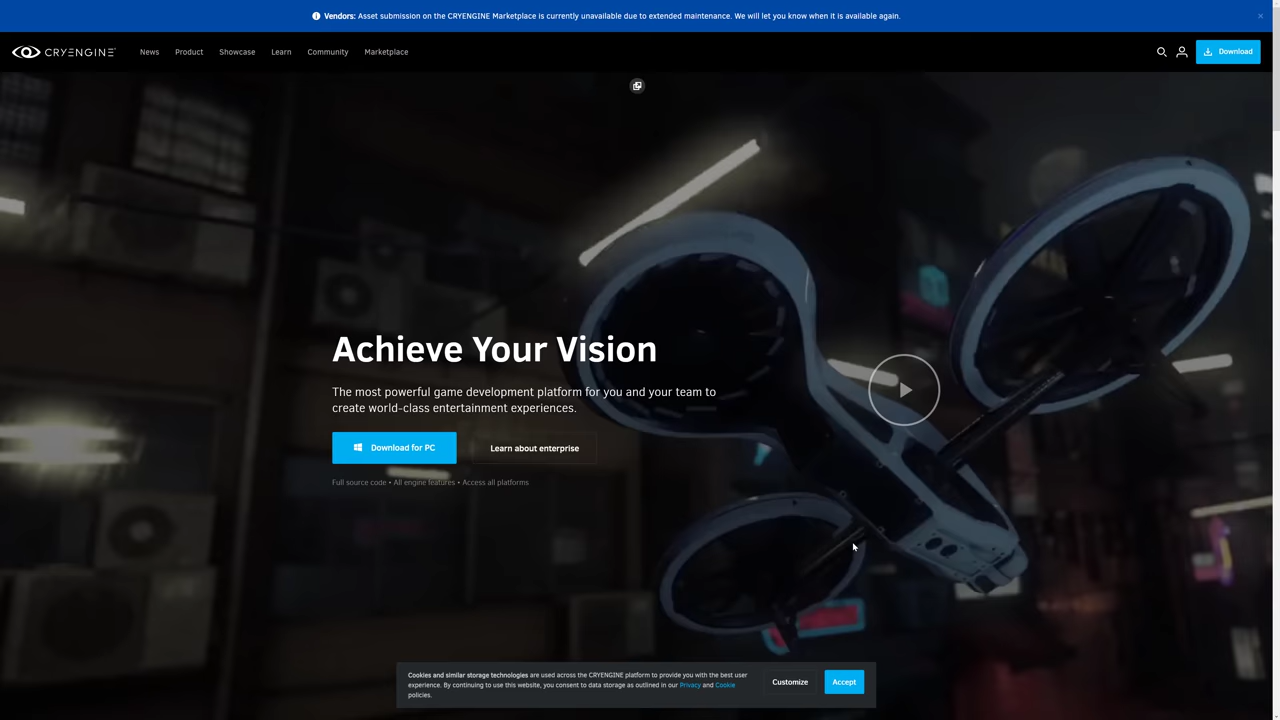 Vendors: Asset submission on the CRYENGINE Marketplace is currently unavailable due to extended maintenance. We will let you know when it is available again.
CRYENGINE News Product Showcase Learn Community Marketplace Download
Achieve Your Vision
The most powerful game development platform for you and your team to
create world-class entertainment experiences.
Download for PC Learn about enterprise
Full source code • All engine features • Access all platforms
Cookies and similar storage technologies are used across the CRYENGINE platform to provide you with the best user
experience. By continuing to use this website, you consent to data storage as outlined in our Privacy and Cookie
policies.
Customize Accept